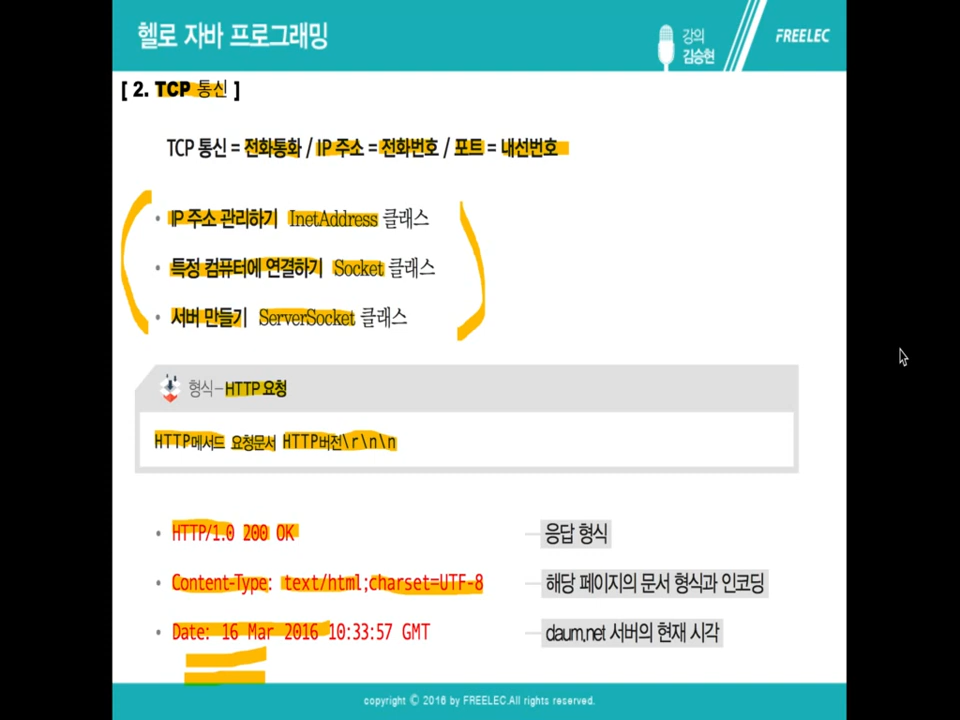 헬로 자바 프로그래밍
강의
김승현
FREELEC
[ 2. TCP 통신 ]
TCP 통신 = 전화통화 / IP 주소 = 전화번호 / 포트 = 내선번호
• IP 주소 관리하기 InetAddress 클래스
• 특정 컴퓨터에 연결하기 Socket 클래스
• 서버 만들기 ServerSocket 클래스
형식-HTTP 요청
HTTP메서드 요청문서 HTTP버전\r\n\n
• HTTP/1.0 200 OK 응답 형식
• Content-Type: text/html;charset=UTF-8 해당 페이지의 문서 형식과 인코딩
• Date: 16 Mar 2016 10:33:57 GMT daum.net 서버의 현재 시각
copyright © 2016 by FREELEC.All rights reserved.